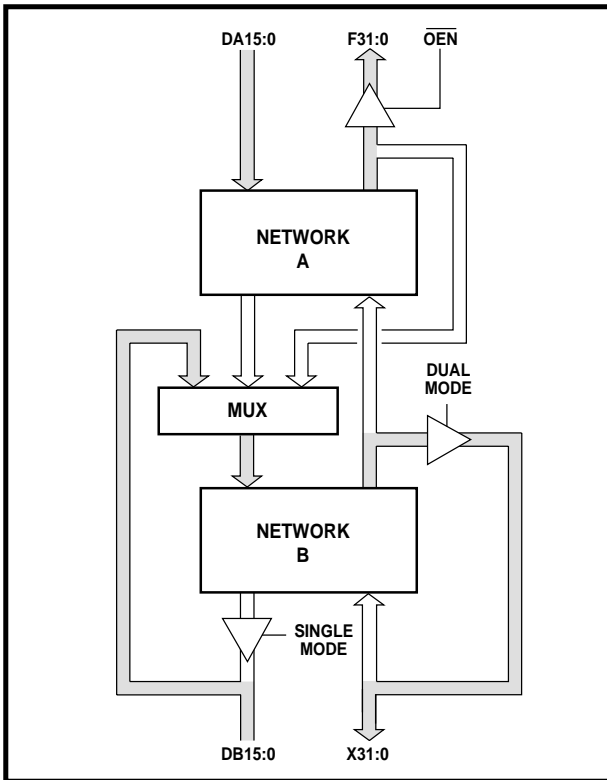 DA15:0
F31:0
OEN
NETWORK
A
DUAL
MODE
MUX
NETWORK
B
SINGLE
MODE
DB15:0
X31:0